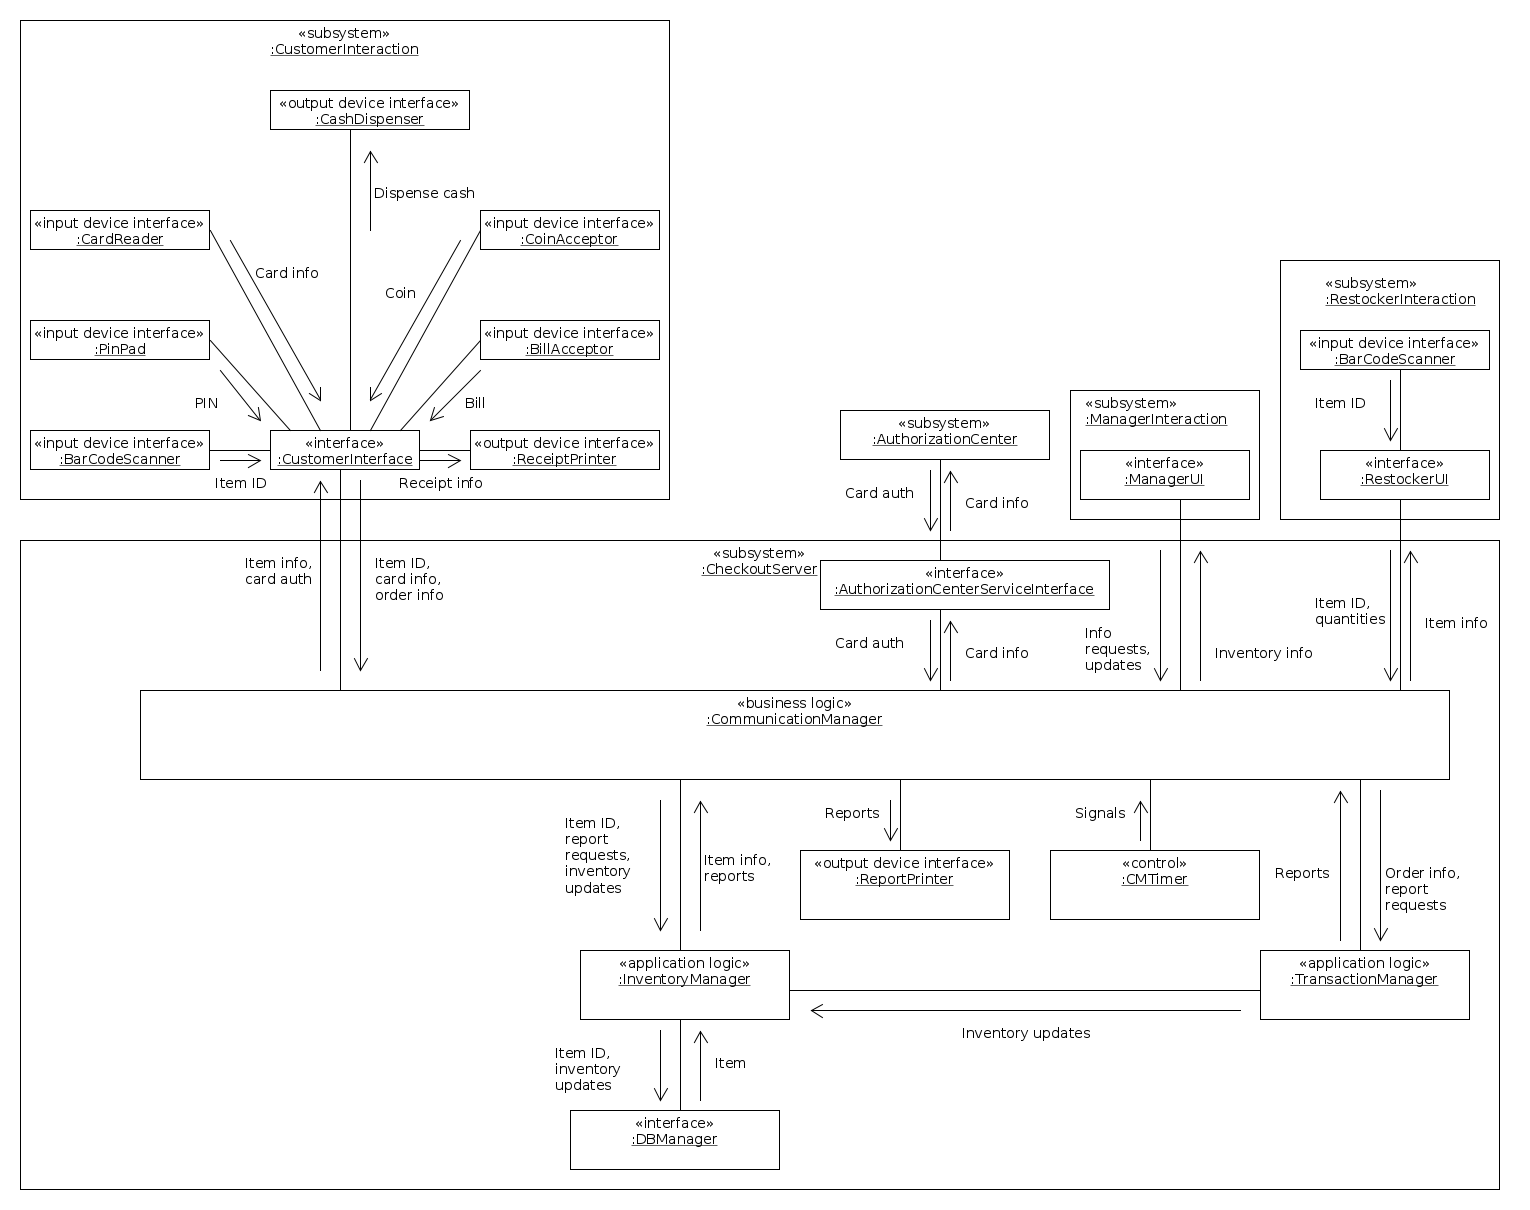 «subsystem»
:CustomerInteraction
«output device interface»
:CashDispenser
Dispense cash
«input device interface»
:CardReader
Card info
«input device interface»
:CoinAcceptor
Coin
«input device interface»
:PinPad
PIN
«input device interface»
:BillAcceptor
Bill
«input device interface»
:BarCodeScanner
Item ID
«interface»
:CustomerInterface
«output device interface»
:ReceiptPrinter
Receipt info
«subsystem»
:RestockerInteraction
«input device interface»
:BarCodeScanner
Item ID
«interface»
:RestockerUI
«subsystem»
:ManagerInteraction
«interface»
:ManagerUI
«subsystem»
:AuthorizationCenter
Card auth
Card info
Item info,
card auth
Item ID,
card info,
order info
«subsystem»
:CheckoutServer
«interface»
:AuthorizationCenterServiceInterface
Card auth
Card info
Info
requests,
updates
Inventory info
Item ID,
quantities
Item info
«business logic»
:CommunicationManager
Item ID,
report
requests,
inventory
updates
Item info,
reports
Reports
«output device interface»
:ReportPrinter
Signals
«control»
:CMTimer
Reports
Order info,
report
requests
«application logic»
:InventoryManager
«application logic»
:TransactionManager
Inventory updates
Item ID,
inventory
updates
Item
«interface»
:DBManager